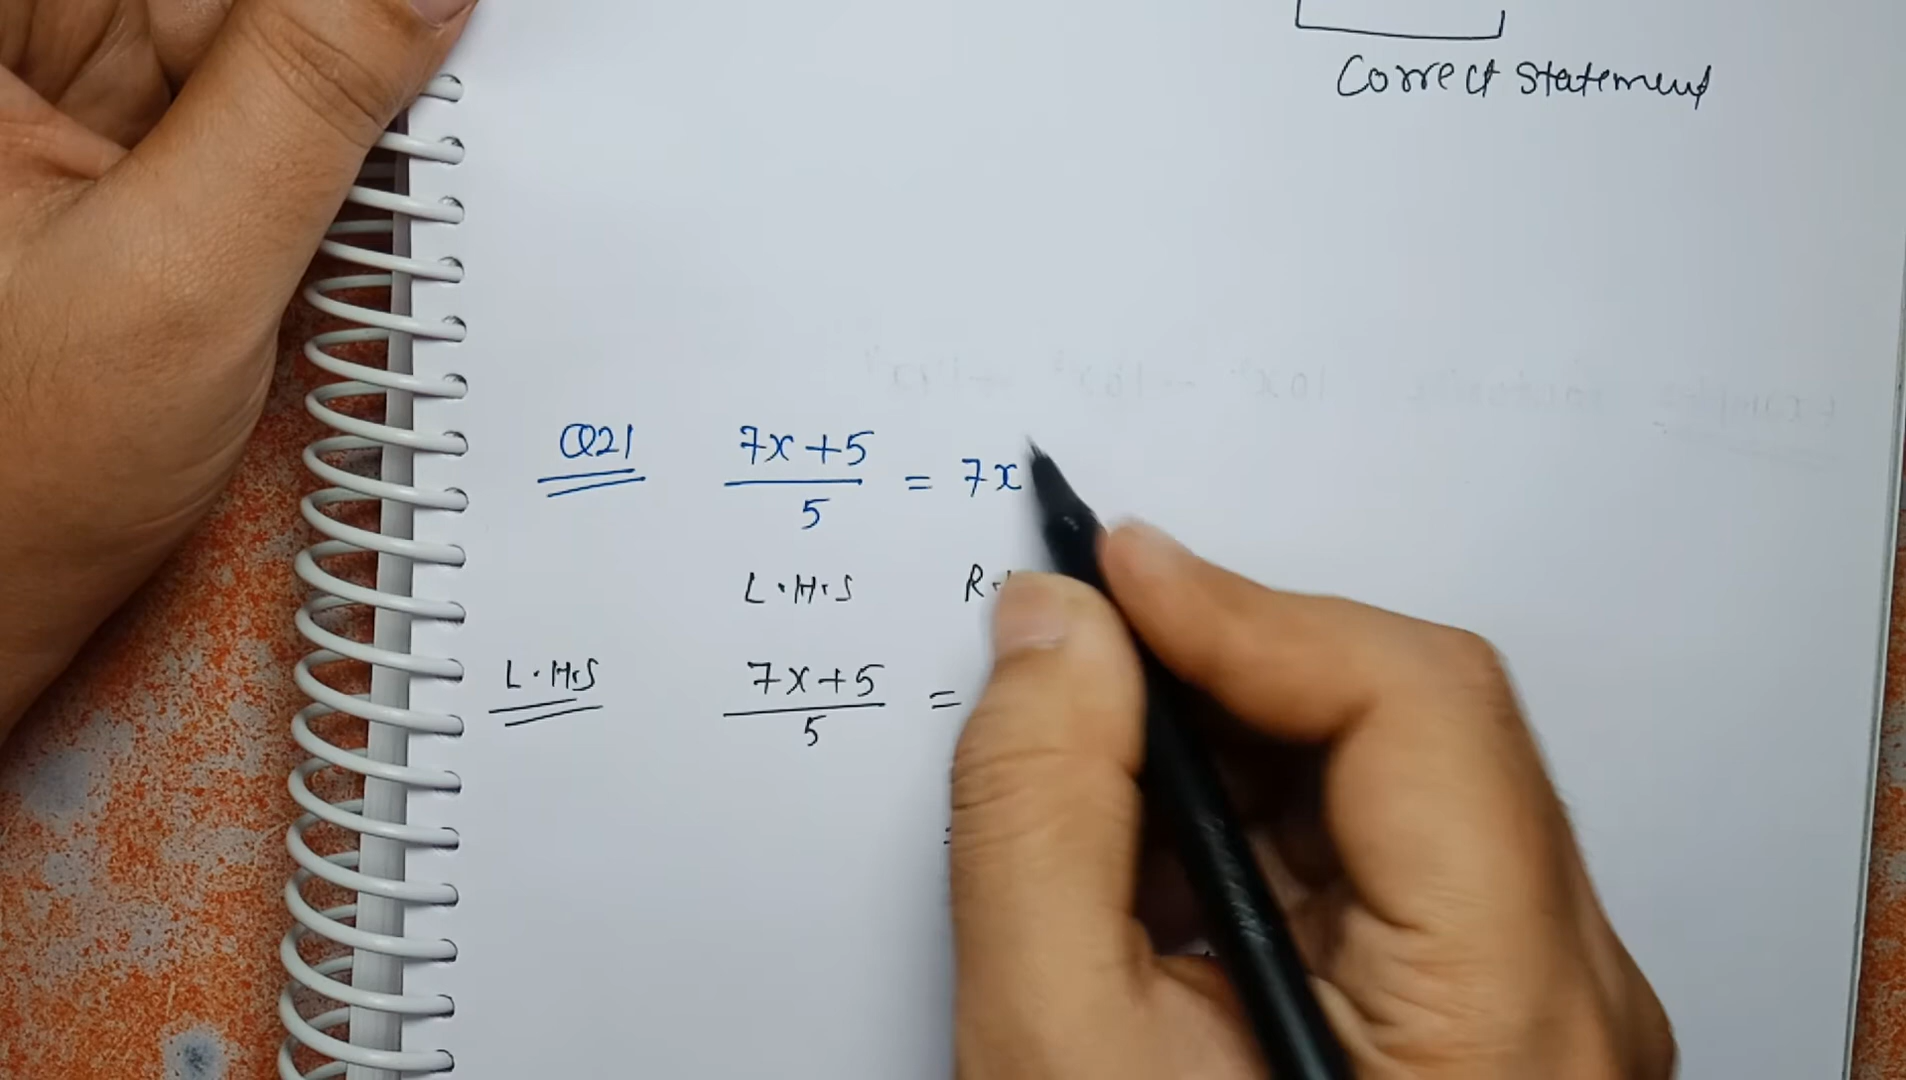 Correct statement
Q21 7x+5/5 = 7x
L.H.S R.
L.H.S 7x+5/5 =